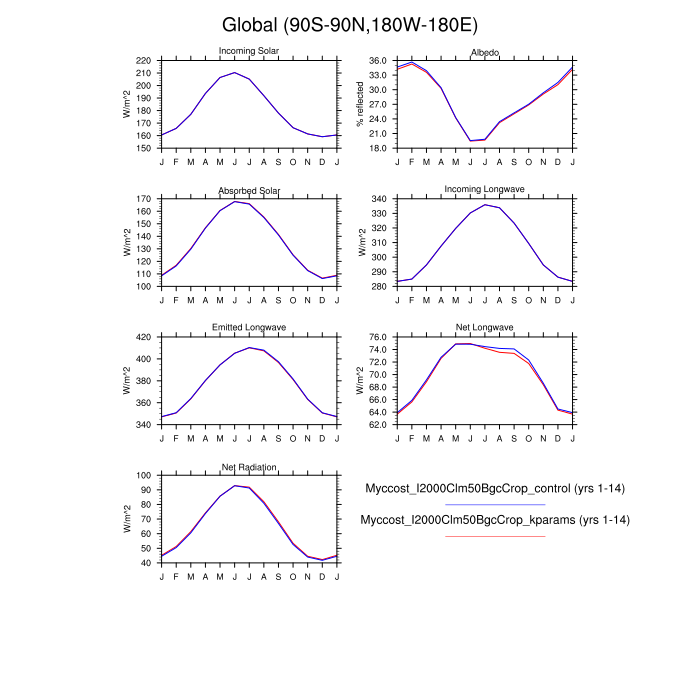 Global (90S-90N,180W-180E)
Incoming Solar
W/m^2
220
210
200
190
180
170
160
150
J F M A M J J A S O N D J
Albedo
% reflected
36.0
33.0
30.0
27.0
24.0
21.0
18.0
J F M A M J J A S O N D J
Absorbed Solar
W/m^2
170
160
150
140
130
120
110
100
J F M A M J J A S O N D J
Incoming Longwave
W/m^2
340
330
320
310
300
290
280
J F M A M J J A S O N D J
Emitted Longwave
W/m^2
420
400
380
360
340
J F M A M J J A S O N D J
Net Longwave
W/m^2
76.0
74.0
72.0
70.0
68.0
66.0
64.0
62.0
J F M A M J J A S O N D J
Net Radiation
W/m^2
100
90
80
70
60
50
40
J F M A M J J A S O N D J
Myccost_I2000Clm50BgcCrop_control (yrs 1-14)
Myccost_I2000Clm50BgcCrop_kparams (yrs 1-14)